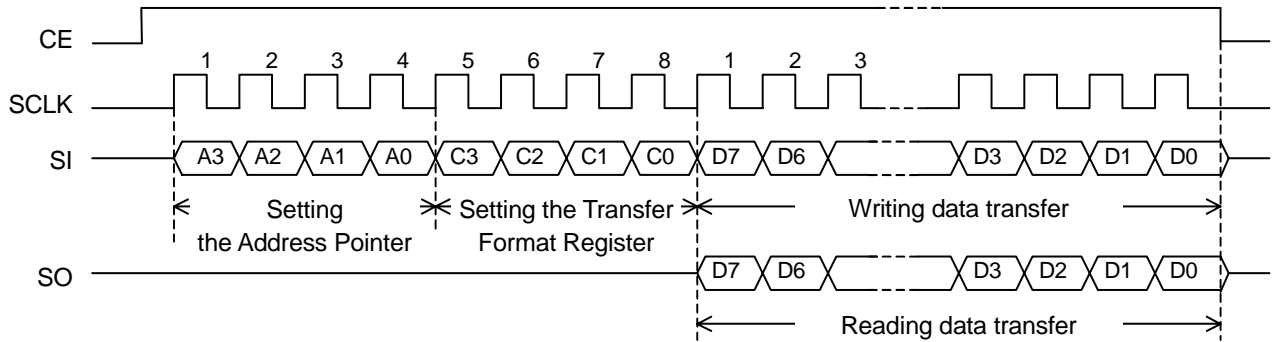 CE
1 2 3 4 5 6 7 8 1 2 3
SCLK
SI A3 A2 A1 A0 C3 C2 C1 C0 D7 D6 D3 D2 D1 D0
Setting Setting the Transfer Writing data transfer
the Address Pointer Format Register
SO D7 D6 D3 D2 D1 D0
Reading data transfer